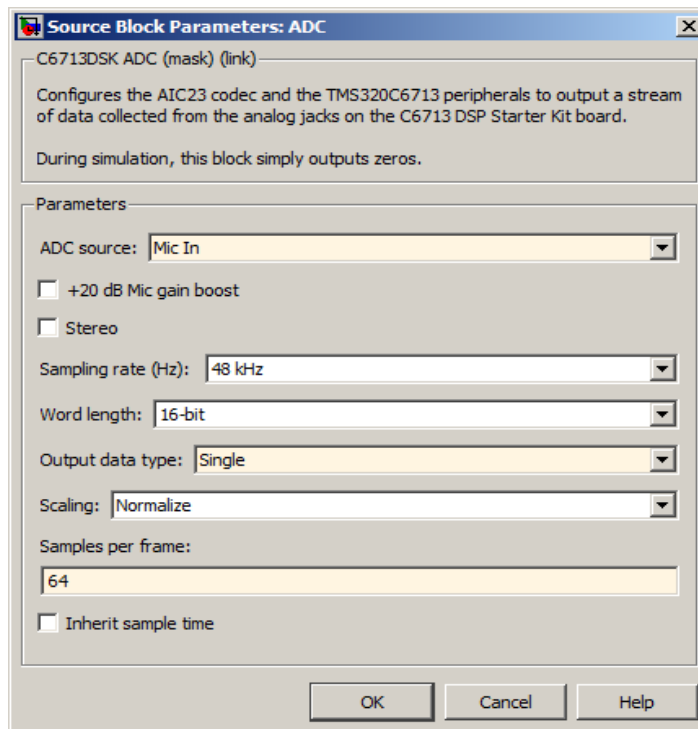 Source Block Parameters: ADC
C6713DSK ADC (mask) (link)
Configures the AIC23 codec and the TMS320C6713 peripherals to output a stream
of data collected from the analog jacks on the C6713 DSP Starter Kit board.
During simulation, this block simply outputs zeros.
Parameters
ADC source: Mic In
+20 dB Mic gain boost
Stereo
Sampling rate (Hz): 48 kHz
Word length: 16-bit
Output data type: Single
Scaling: Normalize
Samples per frame:
64
Inherit sample time
OK Cancel Help